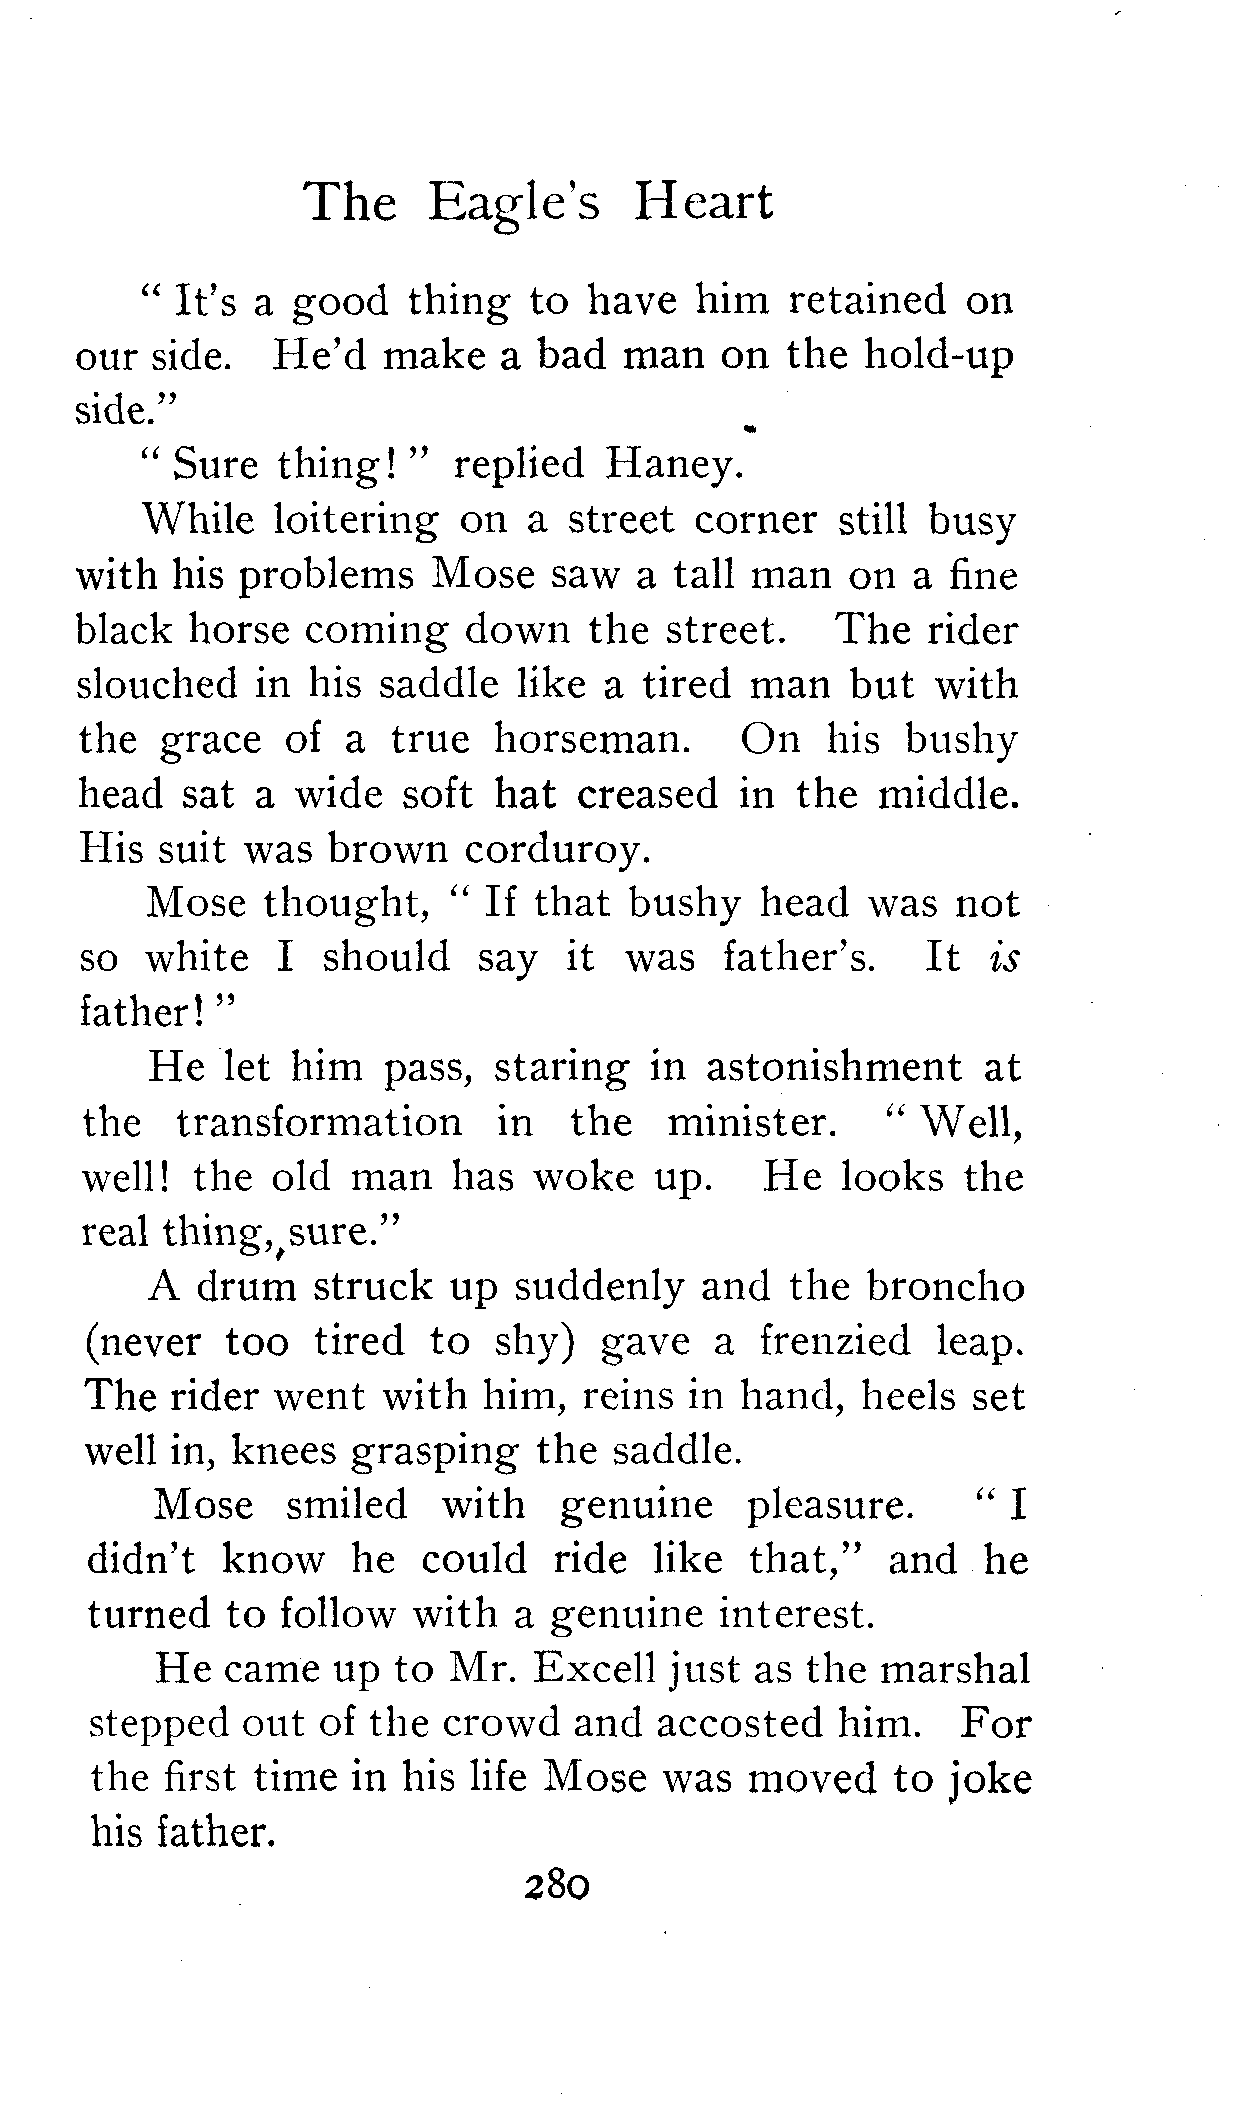 The Eagle's Heart
" It's a good thing to have him retained on
our side. He'd make a bad man on the hold-up
side."
" Sure thing! " replied Haney.
While loitering on a street corner still busy
with his problems Mose saw a tall man on a fine
black horse coming down the street. The rider
slouched in his saddle like a tired man but with
the grace of a true horseman. On his bushy
head sat a wide soft hat creased in the middle.
His suit was brown corduroy.
Mose thought, " If that bushy head was not
so white I should say it was father's. It is
father! "
He let him pass, staring in astonishment at
the transformation in the minister. " Well,
well! the old man has woke up. He looks the
real thing, sure."
A drum struck up suddenly and the broncho
(never too tired to shy) gave a frenzied leap.
The rider went with him, reins in hand, heels set
well in, knees grasping the saddle.
Mose smiled with genuine pleasure. " I
didn't know he could ride like that," and he
turned to follow with a genuine interest.
He came up to Mr. Excell just as the marshal
stepped out of the crowd and accosted him. For
the first time in his life Mose was moved to joke
his father.
280